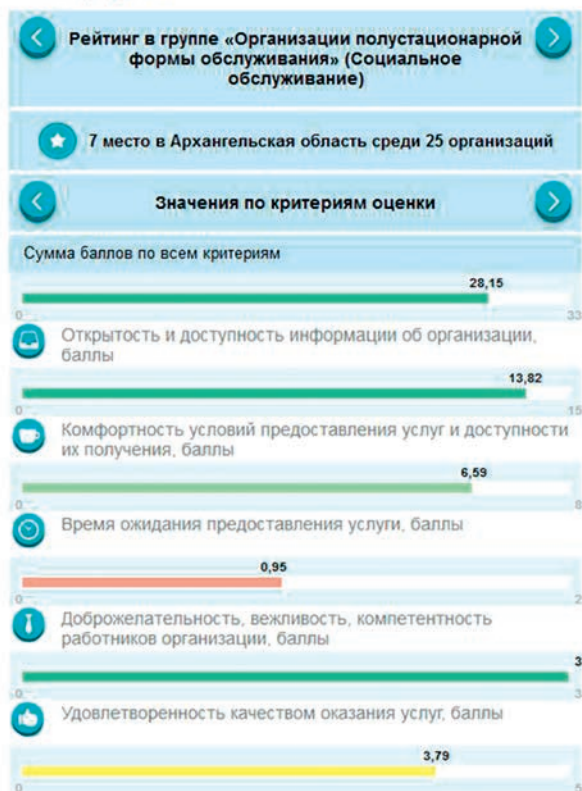 Рейтинг в группе «Организации полустационарной
формы обслуживания» (Социальное
обслуживание)
7 место в Архангельская область среди 25 организаций
Значения по критериям оценки
Сумма баллов по всем критериям
28,15
0 33
Открытость и доступность информации об организации,
баллы
13,82
0 15
Комфортность условий предоставления услуг и доступности
их получения, баллы
6,59
0 8
Время ожидания предоставления услуги, баллы
0,95
0 2
Доброжелательность, вежливость, компетентность
работников организации, баллы
3
0 3
Удовлетворенность качеством оказания услуг, баллы
3,79
0 5